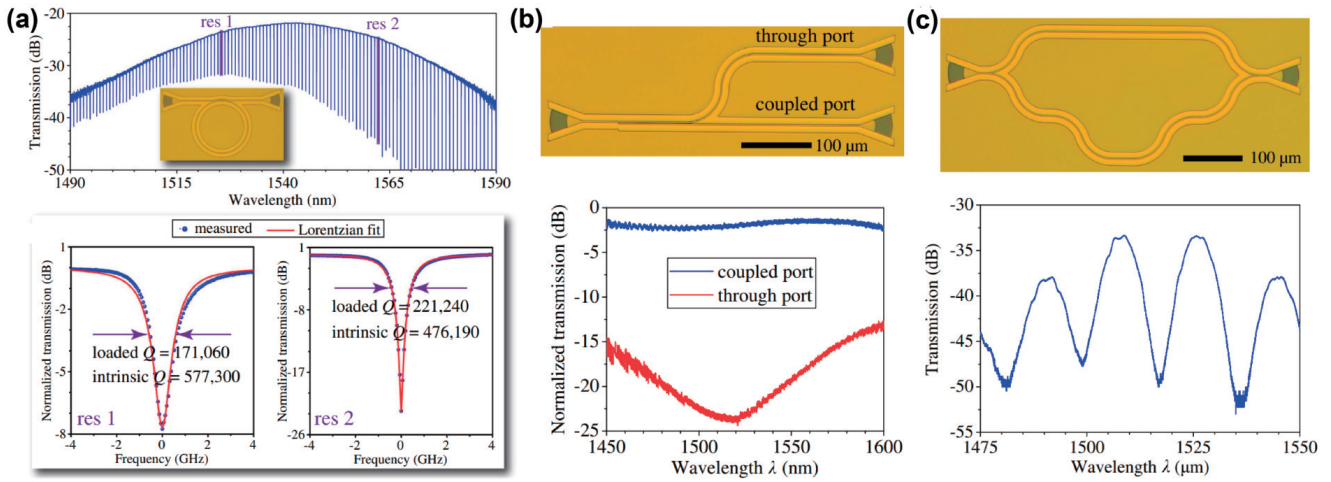 (a)
Transmission (dB)
-20
-30
-40
-50
res 1
res 2
1490
1515
1540
1565
1590
Wavelength (nm)
measured
Lorentzian fit
Normalized transmission (dB)
1
-2
-5
-8
loaded Q = 171,060
intrinsic Q = 577,300
res 1
-4
-2
0
2
4
Frequency (GHz)
Normalized transmission (dB)
1
-8
-17
-26
loaded Q = 221,240
intrinsic Q = 476,190
res 2
-4
-2
0
2
4
Frequency (GHz)
(b)
through port
coupled port
100 μm
Normalized transmission (dB)
0
-5
-10
-15
-20
-25
coupled port
through port
1450
1500
1550
1600
Wavelength λ (nm)
(c)
100 μm
Transmission (dB)
-30
-35
-40
-45
-50
-55
1475
1500
1525
1550
Wavelength λ (μm)